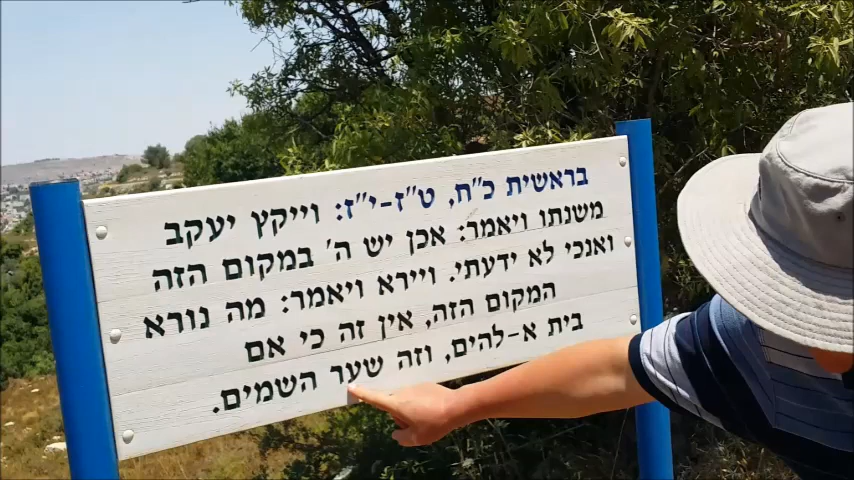 בראשית כ"ח, ט"ז-י"ז: וייקץ יעקב
משנתו ויאמר: אכן יש ה' במקום הזה
ואנכי לא ידעתי. ויירא ויאמר: מה נורא
המקום הזה, אין זה כי אם
בית א-להים, וזה שער השמים.